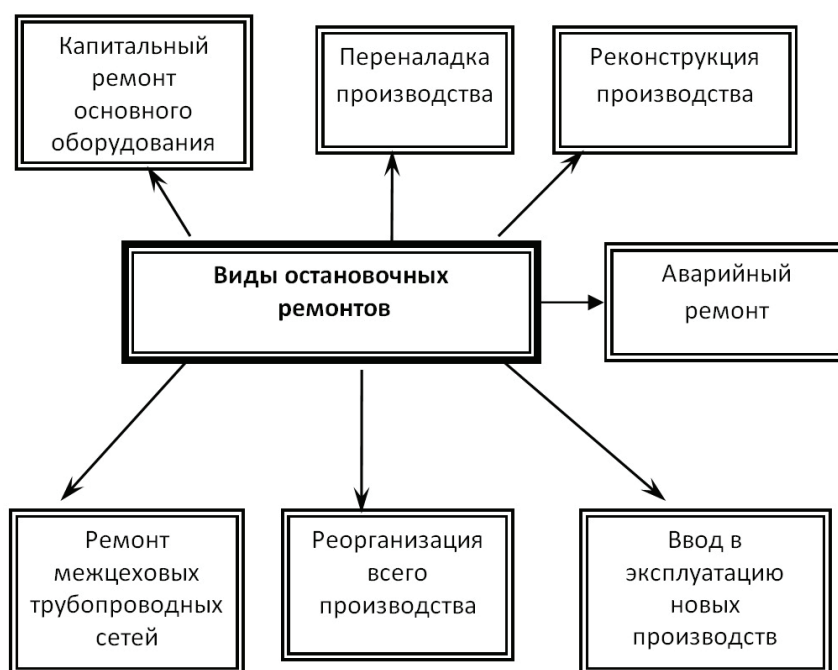 Капитальный
ремонт
основного
оборудования
Переналадка
производства
Реконструкция
производства
Виды остановочных
ремонтов
Аварийный
ремонт
Ремонт
межцеховых
трубопроводных
сетей
Реорганизация
всего
производства
Ввод в
эксплуатацию
новых
производств